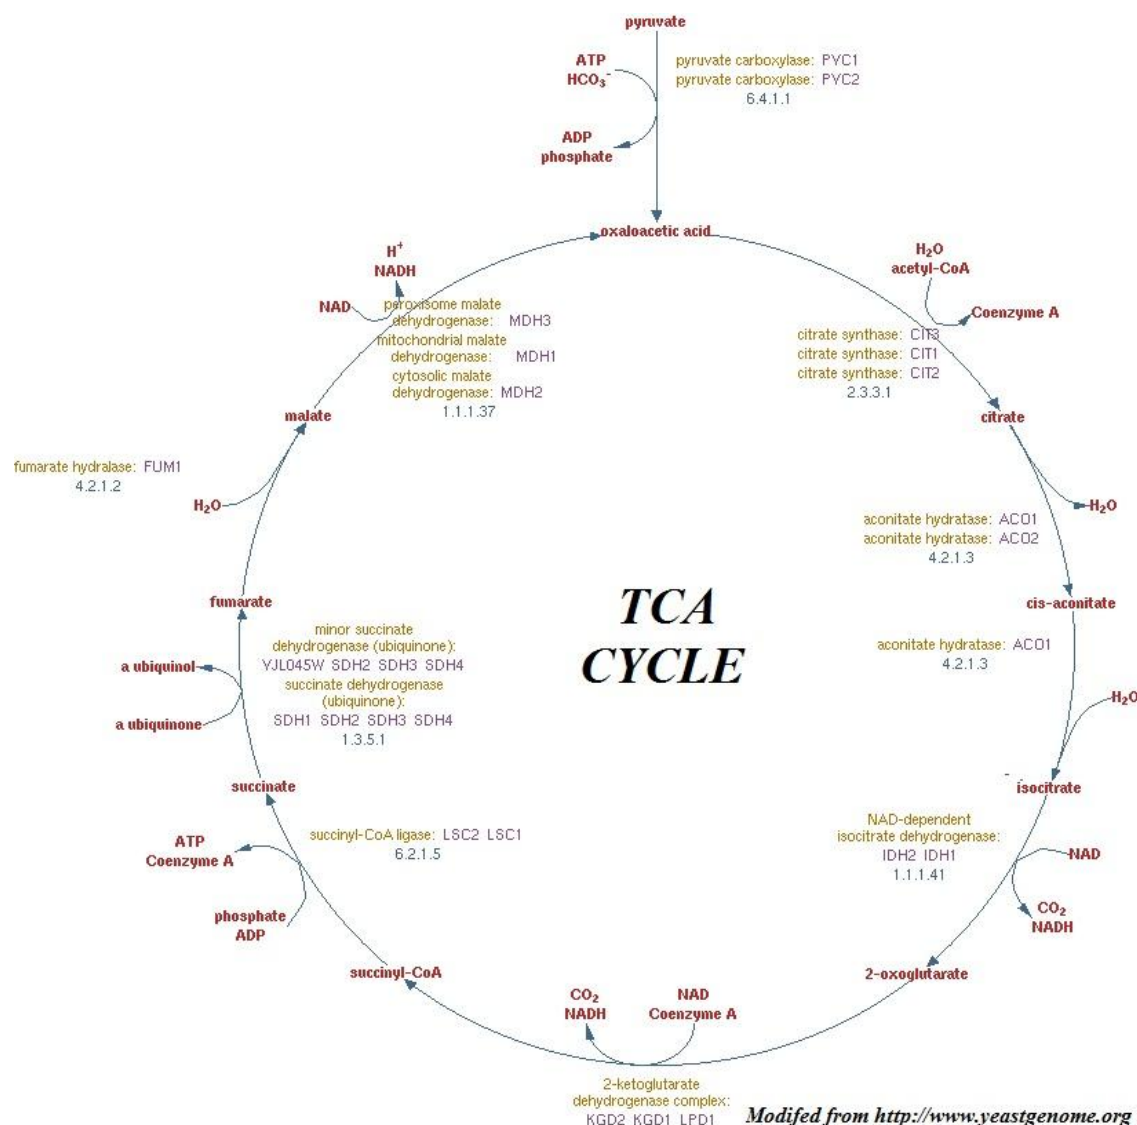 pyruvate
ATP
HCO₃⁻
pyruvate carboxylase: PYC1
pyruvate carboxylase: PYC2
6.4.1.1
ADP
phosphate
oxaloacetic acid
H⁺
NADH
NAD
peroxisome malate
dehydrogenase: MDH3
mitochondrial malate
dehydrogenase: MDH1
cytosolic malate
dehydrogenase: MDH2
1.1.1.37
H₂O
acetyl-CoA
Coenzyme A
citrate synthase: CIT3
citrate synthase: CIT1
citrate synthase: CIT2
2.3.3.1
malate
citrate
fumarate hydralase: FUM1
4.2.1.2
H₂O
H₂O
aconitate hydratase: ACO1
aconitate hydratase: ACO2
4.2.1.3
fumarate
cis-aconitate
TCA
CYCLE
minor succinate
dehydrogenase (ubiquinone):
YJL045W SDH2 SDH3 SDH4
succinate dehydrogenase
(ubiquinone):
SDH1 SDH2 SDH3 SDH4
1.3.5.1
a ubiquinol
a ubiquinone
aconitate hydratase: ACO1
4.2.1.3
H₂O
succinate
isocitrate
ATP
Coenzyme A
succinyl-CoA ligase: LSC2 LSC1
6.2.1.5
phosphate
ADP
NAD-dependent
isocitrate dehydrogenase:
IDH2 IDH1
1.1.1.41
NAD
CO₂
NADH
succinyl-CoA
2-oxoglutarate
CO₂
NADH
NAD
Coenzyme A
2-ketoglutarate
dehydrogenase complex:
KGD2 KGD1 LPD1
Modifed from http://www.yeastgenome.org